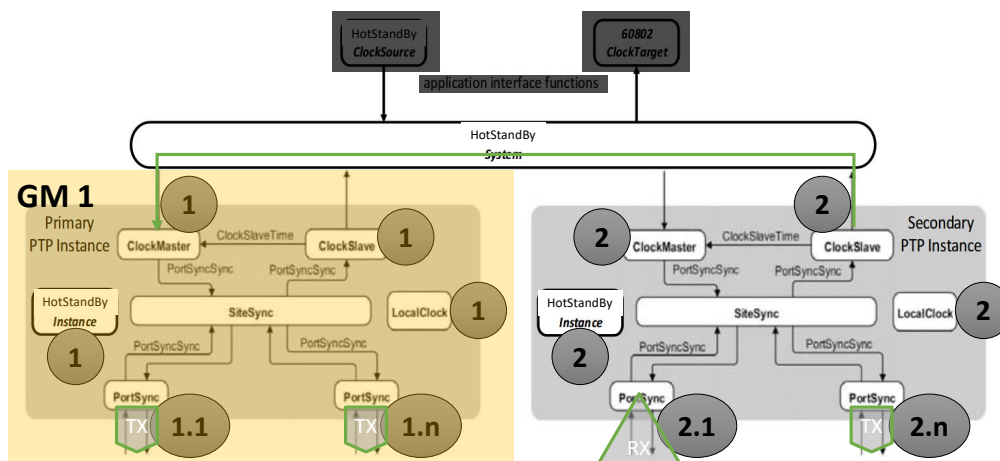 HotStandBy
ClockSource
60802
ClockTarget
application interface functions
HotStandBy
System
GM 1
Primary
PTP Instance
1
ClockMaster
ClockSlaveTime
1
ClockSlave
PortSyncSync
PortSyncSync
HotStandBy
Instance
1
SiteSync
LocalClock
1
PortSyncSync
PortSyncSync
PortSync
TX
1.1
PortSync
TX
1.n
2
Secondary
PTP Instance
2
ClockMaster
ClockSlaveTime
ClockSlave
PortSyncSync
PortSyncSync
HotStandBy
Instance
2
SiteSync
LocalClock
2
PortSyncSync
PortSyncSync
PortSync
RX
2.1
PortSync
TX
2.n